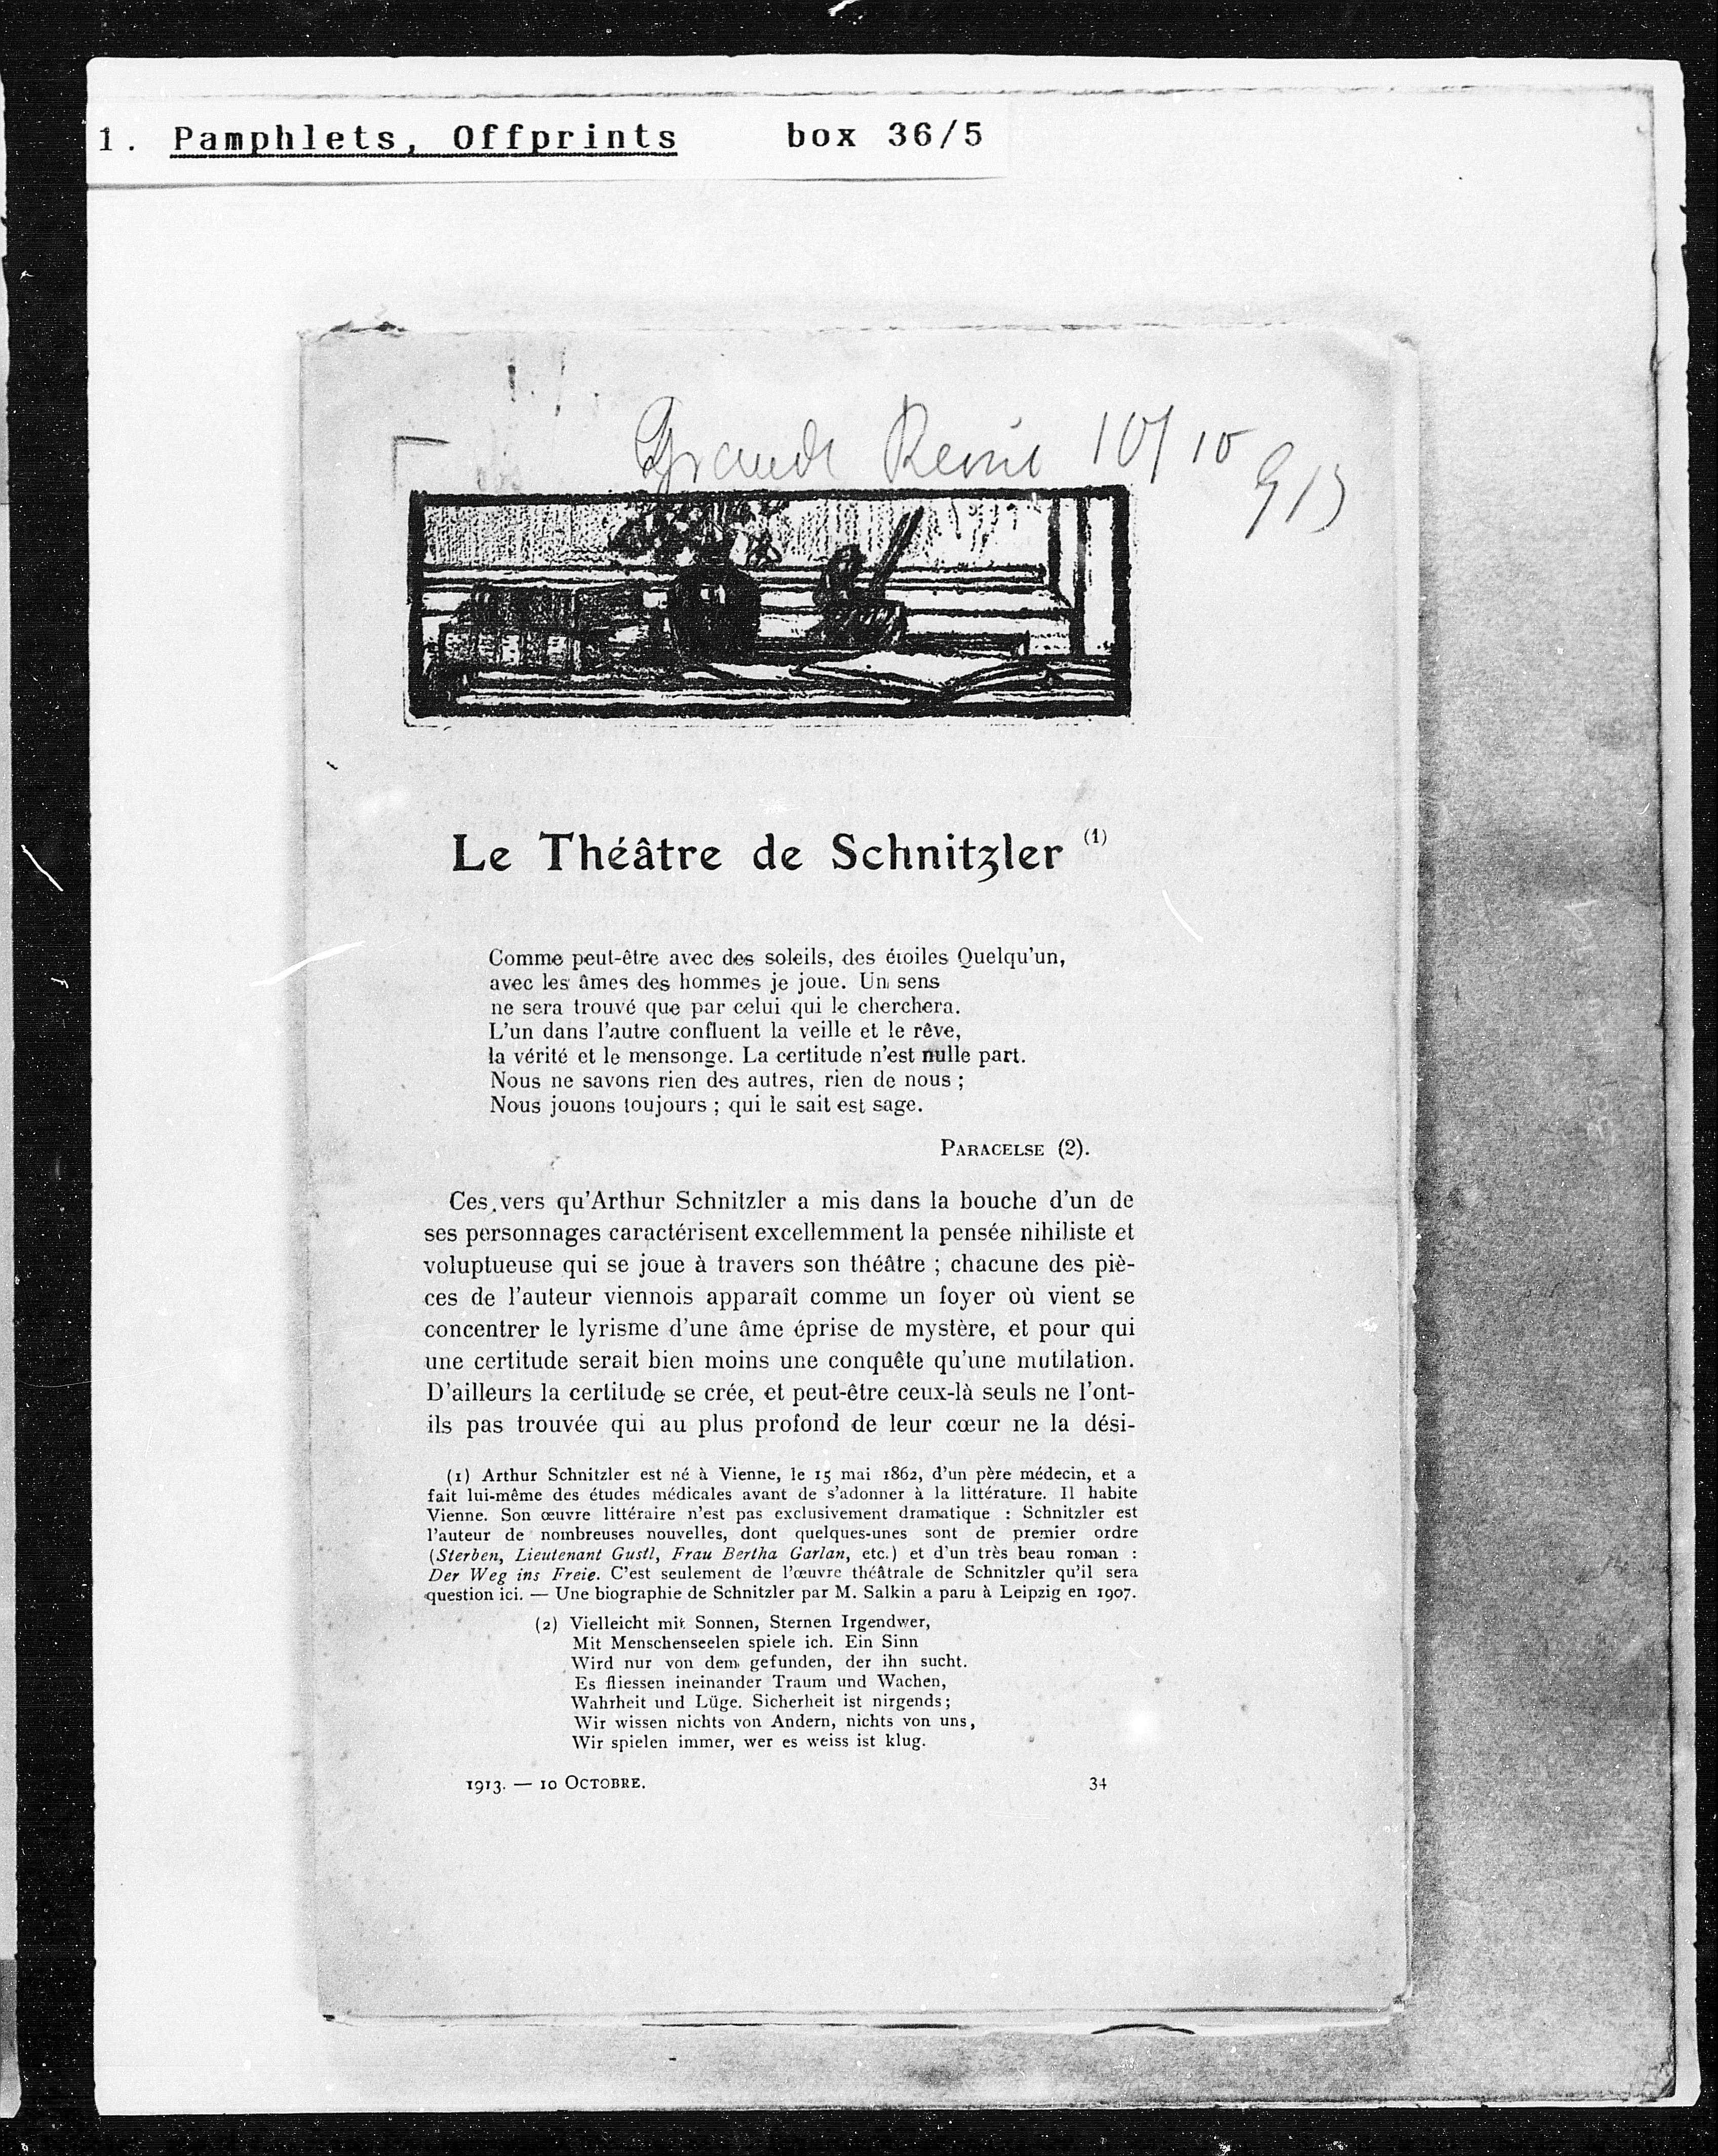 1. Pamphlets, Offprints box 36/5
Grande Revue 10/10
913
Le Théâtre de Schnitzler (1)
Comme peut-être avec des soleils, des étoiles Quelqu'un,
avec les âmes des hommes je joue. Un sens
ne sera trouvé que par celui qui le cherchera.
L'un dans l'autre confluent la veille et le rêve,
la vérité et le mensonge. La certitude n'est nulle part.
Nous ne savons rien des autres, rien de nous ;
Nous jouons toujours ; qui le sait est sage.
PARACELSE (2).
Ces vers qu'Arthur Schnitzler a mis dans la bouche d'un de
ses personnages caractérisent excellemment la pensée nihiliste et
voluptueuse qui se joue à travers son théâtre ; chacune des piè-
ces de l'auteur viennois apparaît comme un foyer où vient se
concentrer le lyrisme d'une âme éprise de mystère, et pour qui
une certitude serait bien moins une conquête qu'une mutilation.
D'ailleurs la certitude se crée, et peut-être ceux-là seuls ne l'ont-
ils pas trouvée qui au plus profond de leur cœur ne la dési-
(1) Arthur Schnitzler est né à Vienne, le 15 mai 1862, d'un père médecin, et a
fait lui-même des études médicales avant de s'adonner à la littérature. Il habite
Vienne. Son œuvre littéraire n'est pas exclusivement dramatique : Schnitzler est
l'auteur de nombreuses nouvelles, dont quelques-unes sont de premier ordre
(Sterben, Lieutenant Gustl, Frau Bertha Garlan, etc.) et d'un très beau roman :
Der Weg ins Freie. C'est seulement de l'œuvre théâtrale de Schnitzler qu'il sera
question ici. — Une biographie de Schnitzler par M. Salkin a paru à Leipzig en 1907.
(2) Vielleicht mit Sonnen, Sternen Irgendwer,
Mit Menschenseelen spiele ich. Ein Sinn
Wird nur von dem gefunden, der ihn sucht.
Es fliessen ineinander Traum und Wachen,
Wahrheit und Lüge. Sicherheit ist nirgends ;
Wir wissen nichts von Andern, nichts von uns,
Wir spielen immer, wer es weiss ist klug.
1913. — 10 OCTOBRE. 34